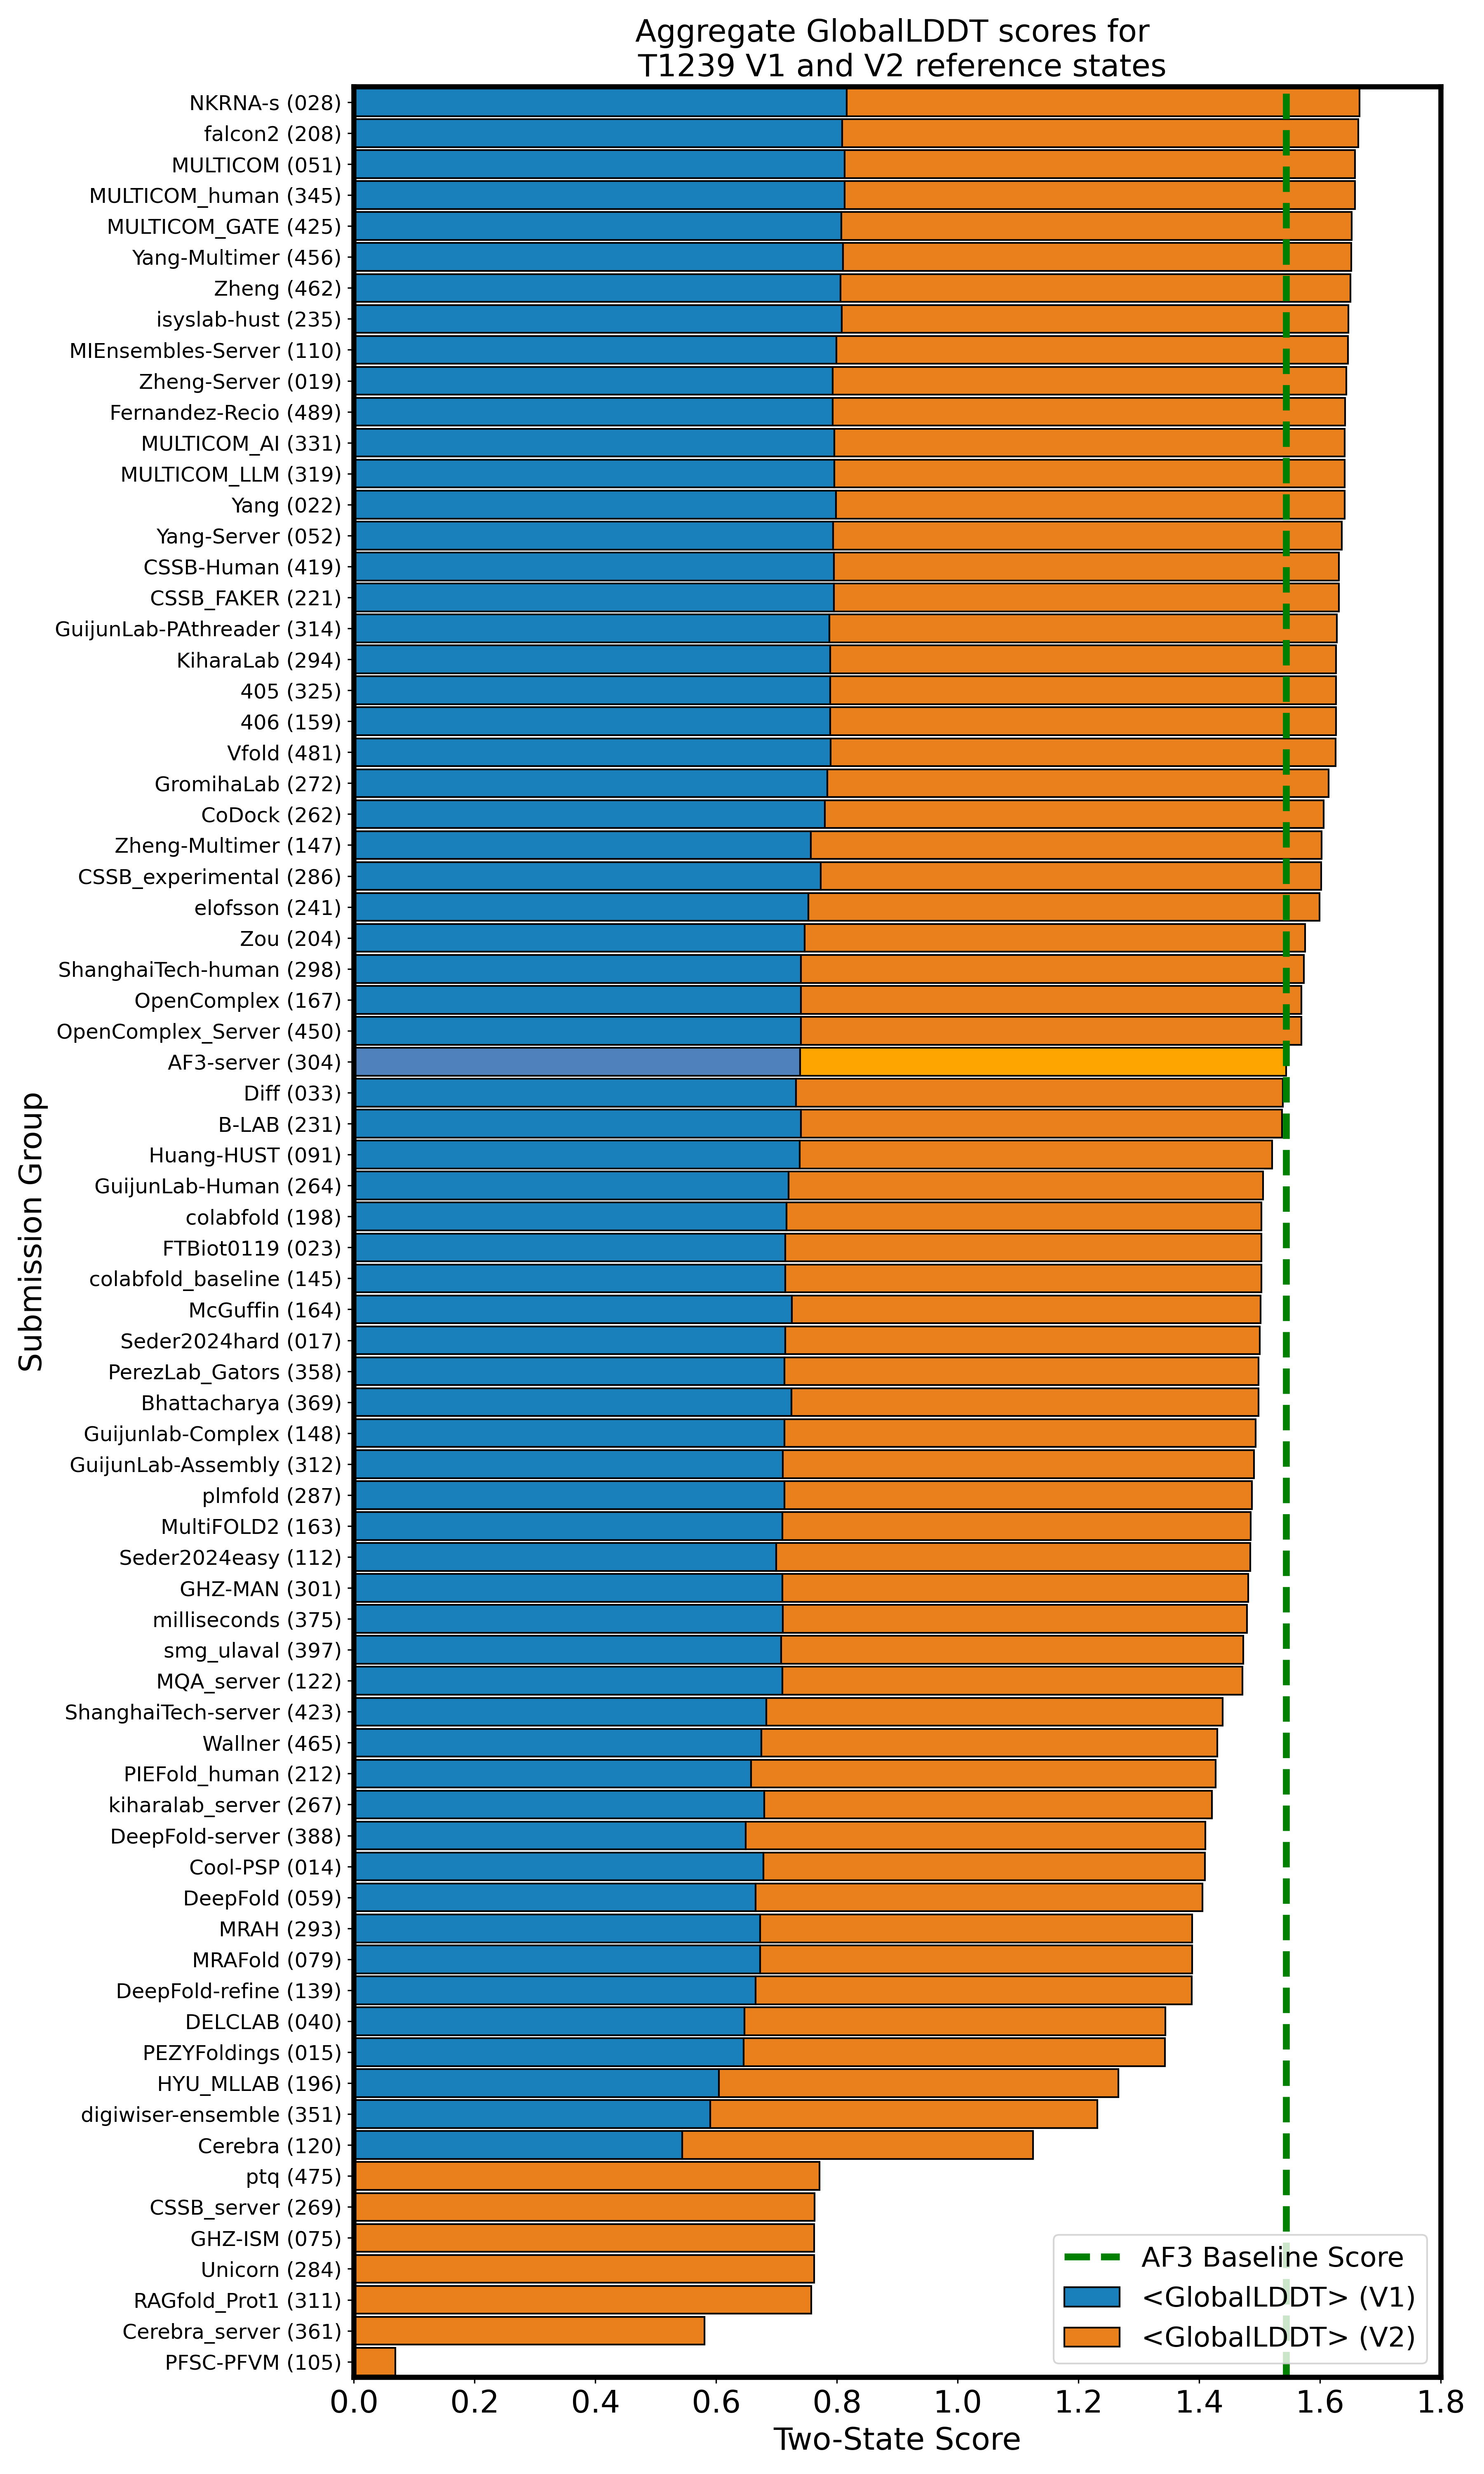 Aggregate GlobalLDDT scores for
T1239 V1 and V2 reference states
NKRNA-s (028)
falcon2 (208)
MULTICOM (051)
MULTICOM_human (345)
MULTICOM_GATE (425)
Yang-Multimer (456)
Zheng (462)
isyslab-hust (235)
MIEnsembles-Server (110)
Zheng-Server (019)
Fernandez-Recio (489)
MULTICOM_AI (331)
MULTICOM_LLM (319)
Yang (022)
Yang-Server (052)
CSSB-Human (419)
CSSB_FAKER (221)
GuijunLab-PAthreader (314)
KiharaLab (294)
405 (325)
406 (159)
Vfold (481)
GromihaLab (272)
CoDock (262)
Zheng-Multimer (147)
CSSB_experimental (286)
elofsson (241)
Zou (204)
ShanghaiTech-human (298)
OpenComplex (167)
OpenComplex_Server (450)
AF3-server (304)
Diff (033)
B-LAB (231)
Huang-HUST (091)
GuijunLab-Human (264)
colabfold (198)
FTBiot0119 (023)
colabfold_baseline (145)
McGuffin (164)
Seder2024hard (017)
PerezLab_Gators (358)
Bhattacharya (369)
Guijunlab-Complex (148)
GuijunLab-Assembly (312)
plmfold (287)
MultiFOLD2 (163)
Seder2024easy (112)
GHZ-MAN (301)
milliseconds (375)
smg_ulaval (397)
MQA_server (122)
ShanghaiTech-server (423)
Wallner (465)
PIEFold_human (212)
kiharalab_server (267)
DeepFold-server (388)
Cool-PSP (014)
DeepFold (059)
MRAH (293)
MRAFold (079)
DeepFold-refine (139)
DELCLAB (040)
PEZYFoldings (015)
HYU_MLLAB (196)
digiwiser-ensemble (351)
Cerebra (120)
ptq (475)
CSSB_server (269)
GHZ-ISM (075)
Unicorn (284)
RAGfold_Prot1 (311)
Cerebra_server (361)
PFSC-PFVM (105)
Submission Group
AF3 Baseline Score
<GlobalLDDT> (V1)
<GlobalLDDT> (V2)
0.0 0.2 0.4 0.6 0.8 1.0 1.2 1.4 1.6 1.8
Two-State Score